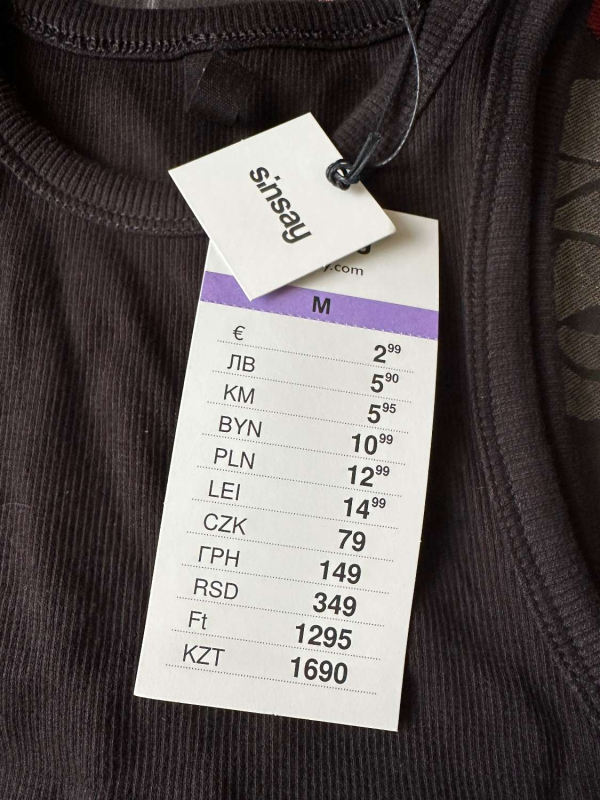 sinsay
.com
M
€ 2⁹⁹
ЛВ 5⁹⁰
KM 5⁹⁵
BYN 10⁹⁹
PLN 12⁹⁹
LEI 14⁹⁹
CZK 79
ГРН 149
RSD 349
Ft 1295
KZT 1690